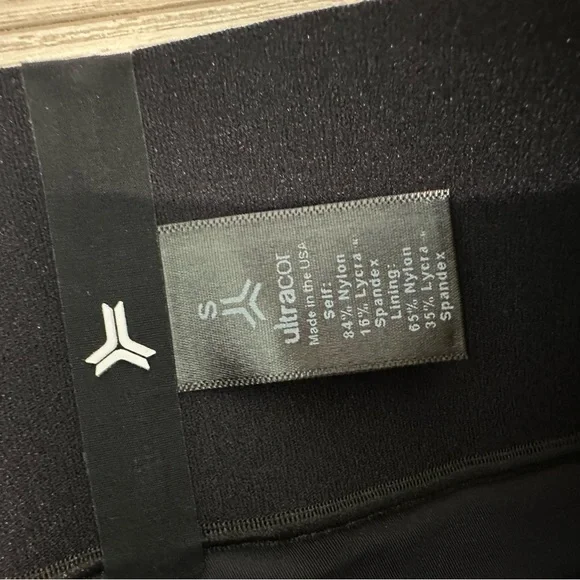 S
ultracor
Made in the USA
Self:
84% Nylon
16% Lycra ®
Spandex
Lining:
65% Nylon
35% Lycra ®
Spandex